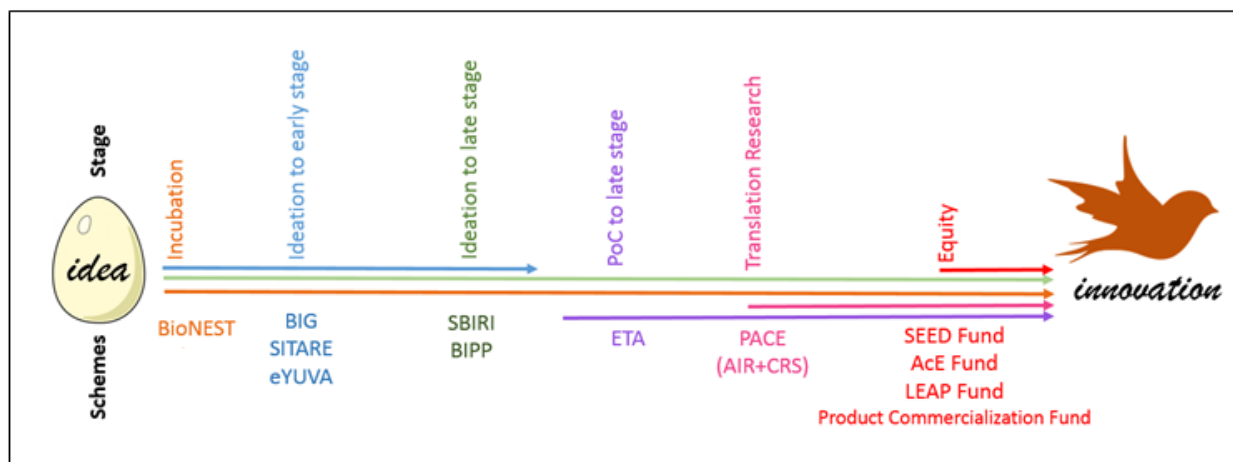 Stage
Incubation
Ideation to early stage
Ideation to late stage
PoC to late stage
Translation Research
Equity
idea
innovation
Schemes
BioNEST
BIG
SITARE
eYUVA
SBIRI
BIPP
ETA
PACE
(AIR+CRS)
SEED Fund
AcE Fund
LEAP Fund
Product Commercialization Fund